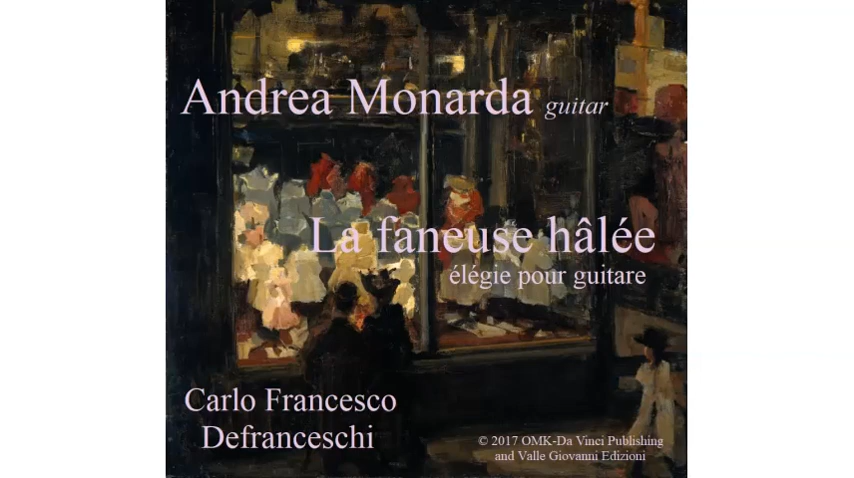 Andrea Monarda guitar
La faneuse hâlée
élégie pour guitare
Carlo Francesco
Defranceschi
© 2017 OMK-Da Vinci Publishing
and Valle Giovanni Edizioni